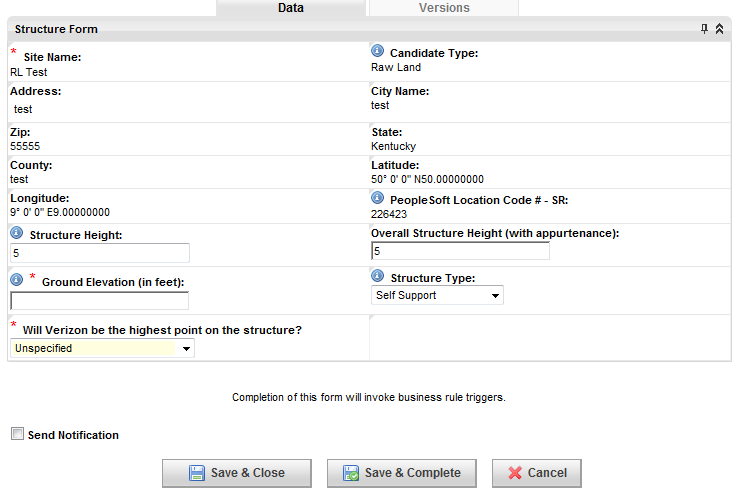 Data Versions
Structure Form
* Site Name: Candidate Type:
RL Test Raw Land
Address: City Name:
test test
Zip: State:
55555 Kentucky
County: Latitude:
test 50° 0' 0" N50.00000000
Longitude: PeopleSoft Location Code # - SR:
9° 0' 0" E9.00000000 226423
Structure Height: Overall Structure Height (with appurtenance):
5 5
* Ground Elevation (in feet): Structure Type:
Self Support
* Will Verizon be the highest point on the structure?
Unspecified
Completion of this form will invoke business rule triggers.
Send Notification
Save & Close Save & Complete Cancel